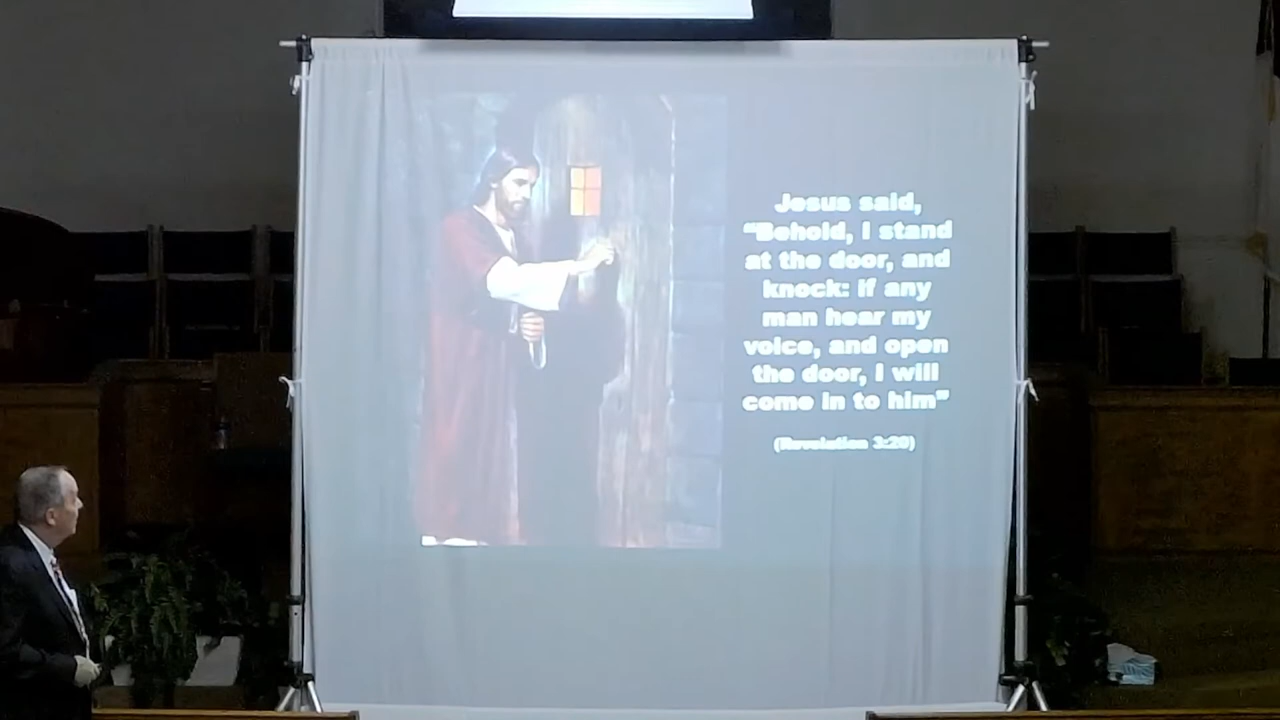 Jesus said,
“Behold, I stand
at the door, and
knock: if any
man hear my
voice, and open
the door, I will
come in to him”
(Revelation 3:20)